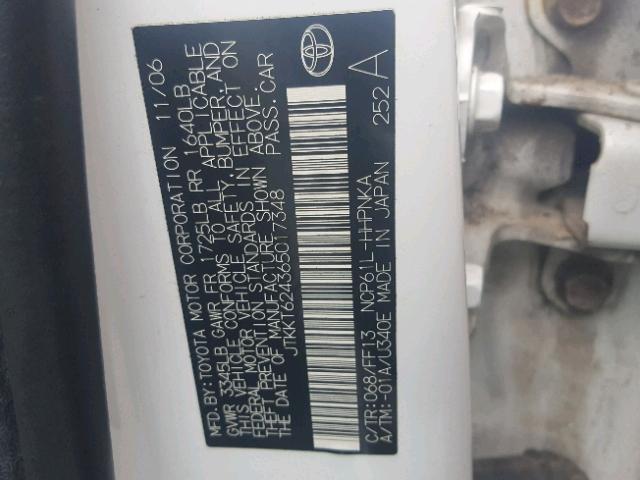 MFD. BY: TOYOTA MOTOR CORPORATION 11/06
GVWR 3345LB GAWR FR 1725LB RR 1640LB
THIS VEHICLE CONFORMS TO ALL APPLICABLE
FEDERAL MOTOR VEHICLE SAFETY, BUMPER, AND
THEFT PREVENTION STANDARDS IN EFFECT ON
THE DATE OF MANUFACTURE SHOWN ABOVE.
JTKKT624365017348 PASS. CAR
C/TR: 068/FF13 NCP61L-HHPNKA 252 A
A/TM: -01A/U340E MADE IN JAPAN